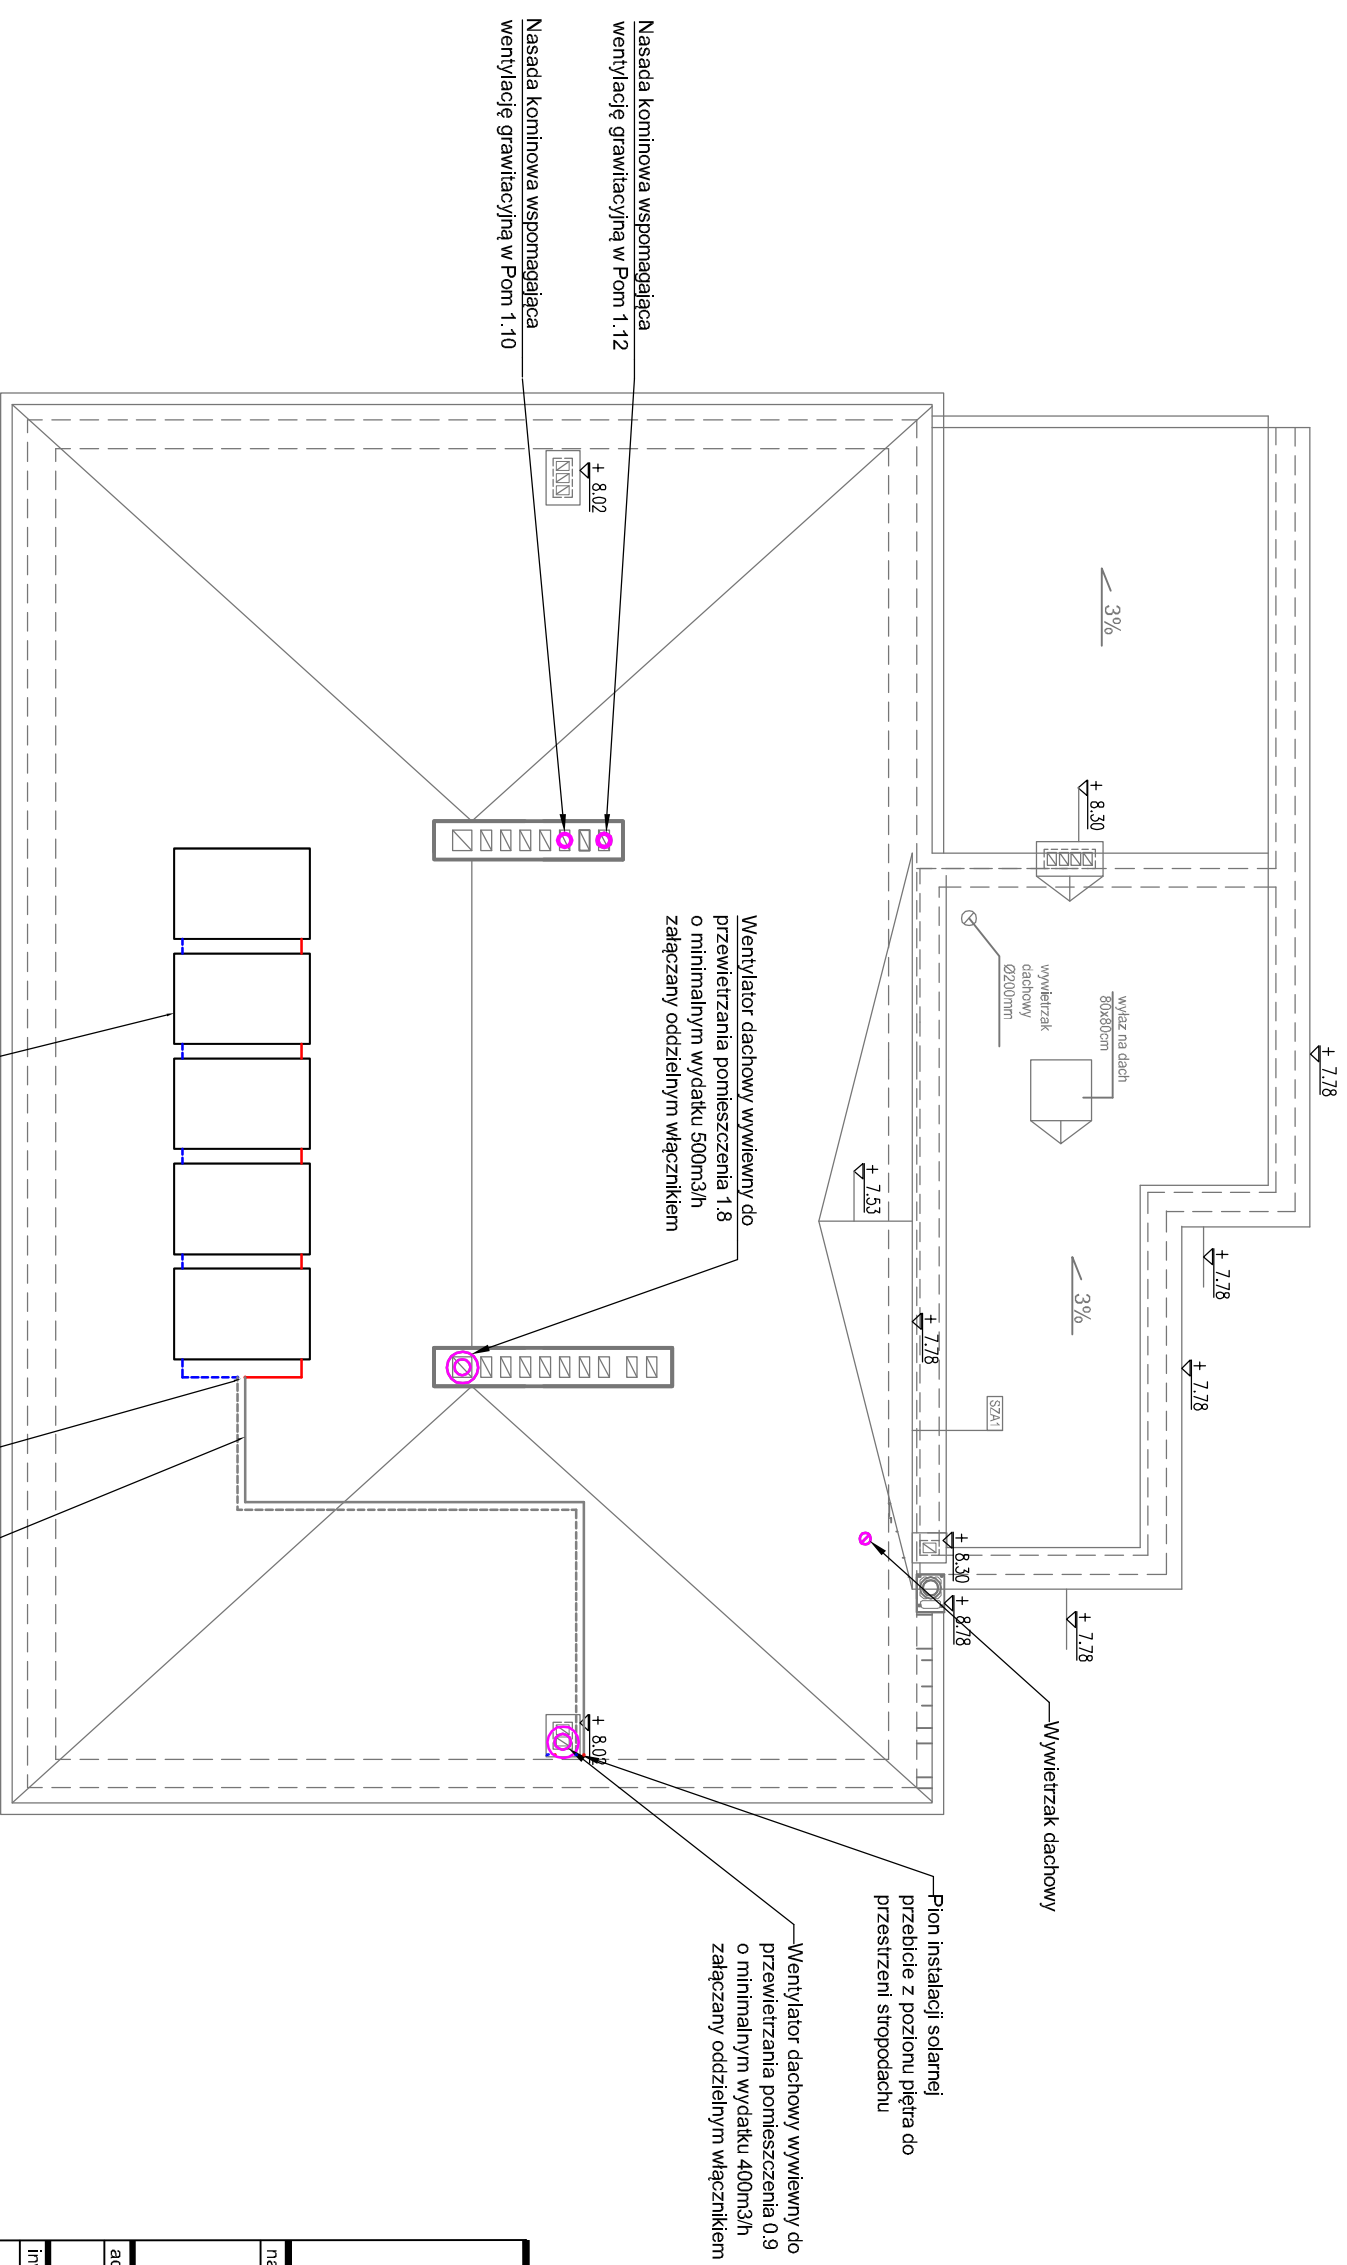 Nasada kominowa wspomagająca
wentylację grawitacyjną w Pom 1.12
Nasada kominowa wspomagająca
wentylację grawitacyjną w Pom 1.10
+ 8.02
3%
+ 8.30
wywietrzak
dachowy
Ø200mm
wyłaz na dach
80x80cm
+ 7.78
Wentylator dachowy wywiewny do
przewietrzania pomieszczenia 1.8
o minimalnym wydatku 500m3/h
załączany oddzielnym włącznikiem
+ 7.53
+ 7.78
3%
+ 7.78
+ 7.78
SZA1
+ 8.30
+ 8.78
+ 7.78
+ 8.02
Wywietrzak dachowy
Pion instalacji solarnej
przebicie z pozionu piętra do
przestrzeni stropodachu
Wentylator dachowy wywiewny do
przewietrzania pomieszczenia 0.9
o minimalnym wydatku 400m3/h
załączany oddzielnym włącznikiem